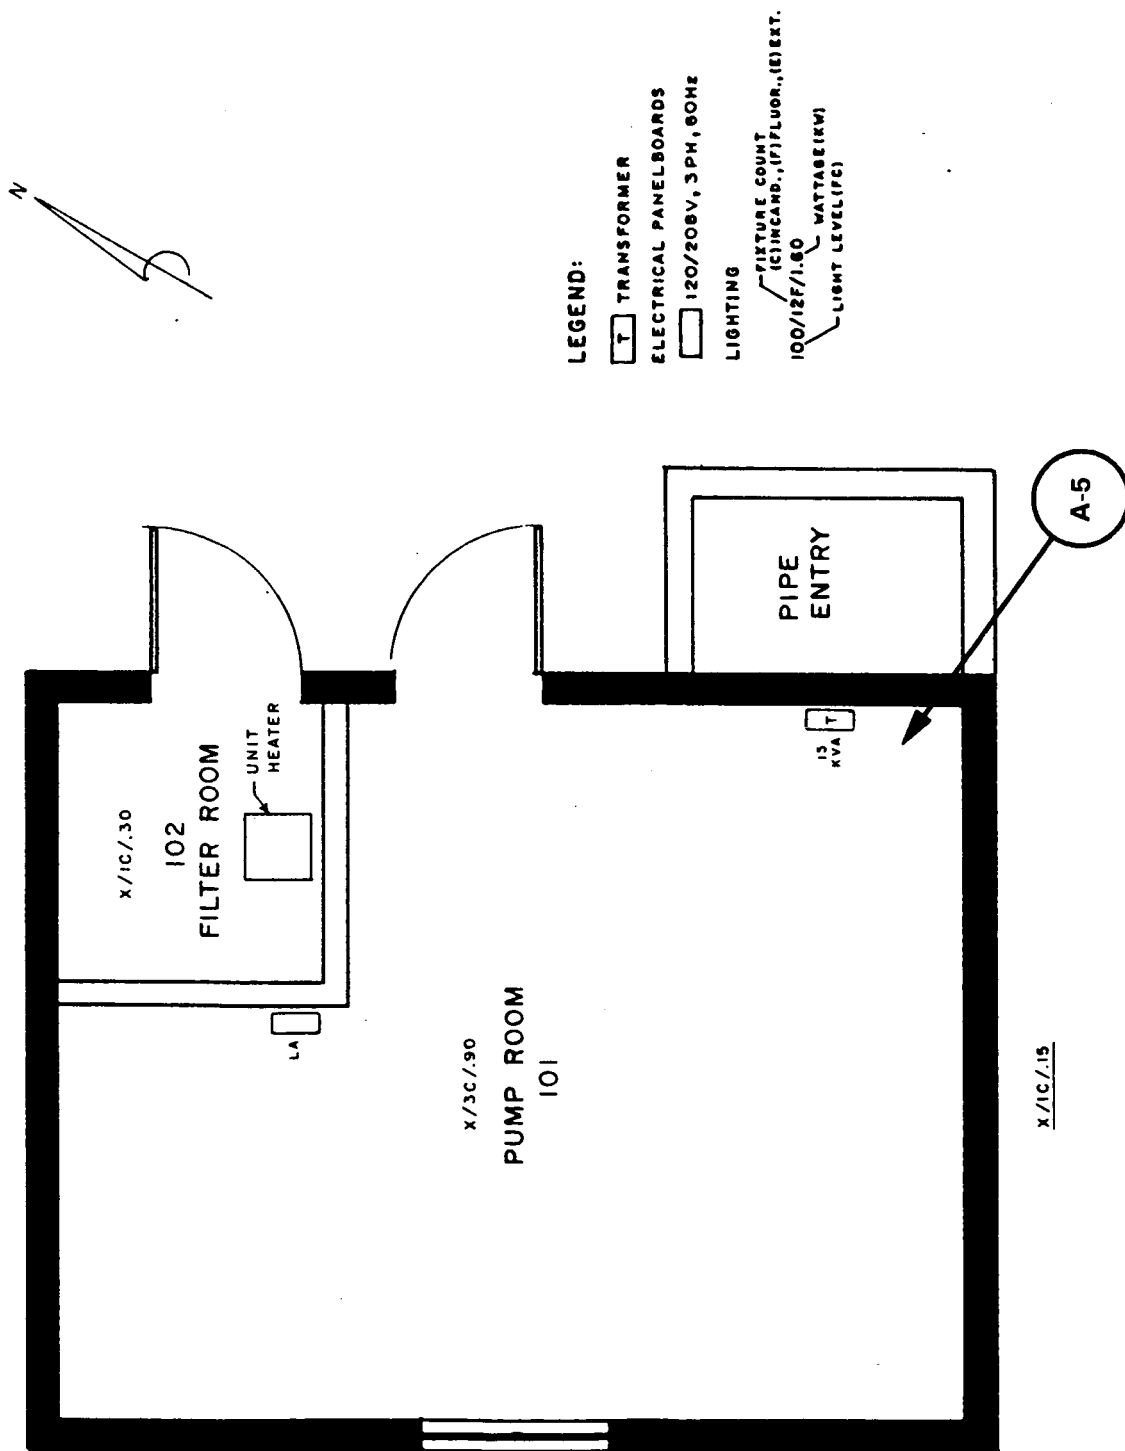 N
LEGEND:
T TRANSFORMER
ELECTRICAL PANELBOARDS
120/208V, 3PH, 60HZ
LIGHTING
FIXTURE COUNT
(C)INCAND.,(F)FLUOR.,(E)EXT.
100/12F/1.60
WATTAGE(KW)
LIGHT LEVEL(FC)
X/1C/.30
102
FILTER ROOM
UNIT
HEATER
LA
X/3C/.90
PUMP ROOM
101
PIPE
ENTRY
15
KVA
T
A-5
X/1C/.15